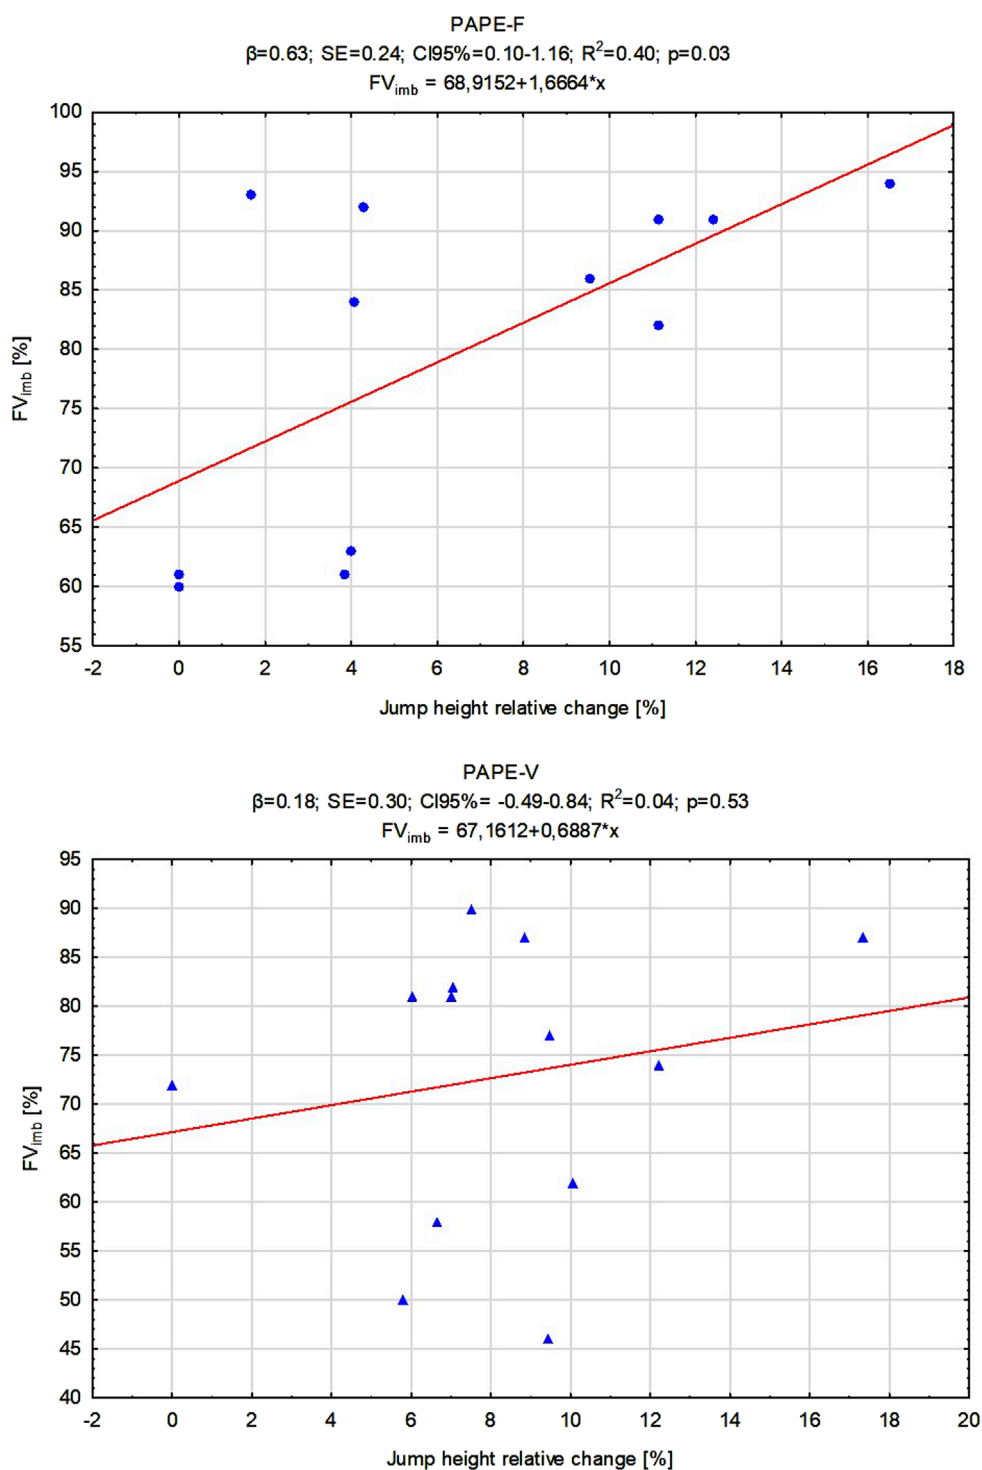 PAPE-F
β=0.63; SE=0.24; CI95%=0.10-1.16; R²=0.40; p=0.03
FVimb = 68,9152+1,6664*x
100
95
90
85
80
75
70
65
60
55
FVimb [%]
-2 0 2 4 6 8 10 12 14 16 18
Jump height relative change [%]
PAPE-V
β=0.18; SE=0.30; CI95%= -0.49-0.84; R²=0.04; p=0.53
FVimb = 67,1612+0,6887*x
95
90
85
80
75
70
65
60
55
50
45
40
FVimb [%]
-2 0 2 4 6 8 10 12 14 16 18 20
Jump height relative change [%]